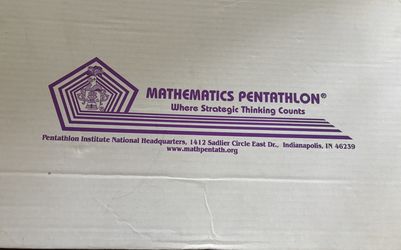 MATHEMATICS PENTATHLON®
Where Strategic Thinking Counts
Pentathlon Institute National Headquarters, 1412 Sadlier Circle East Dr., Indianapolis, IN 46239
www.mathpentath.org